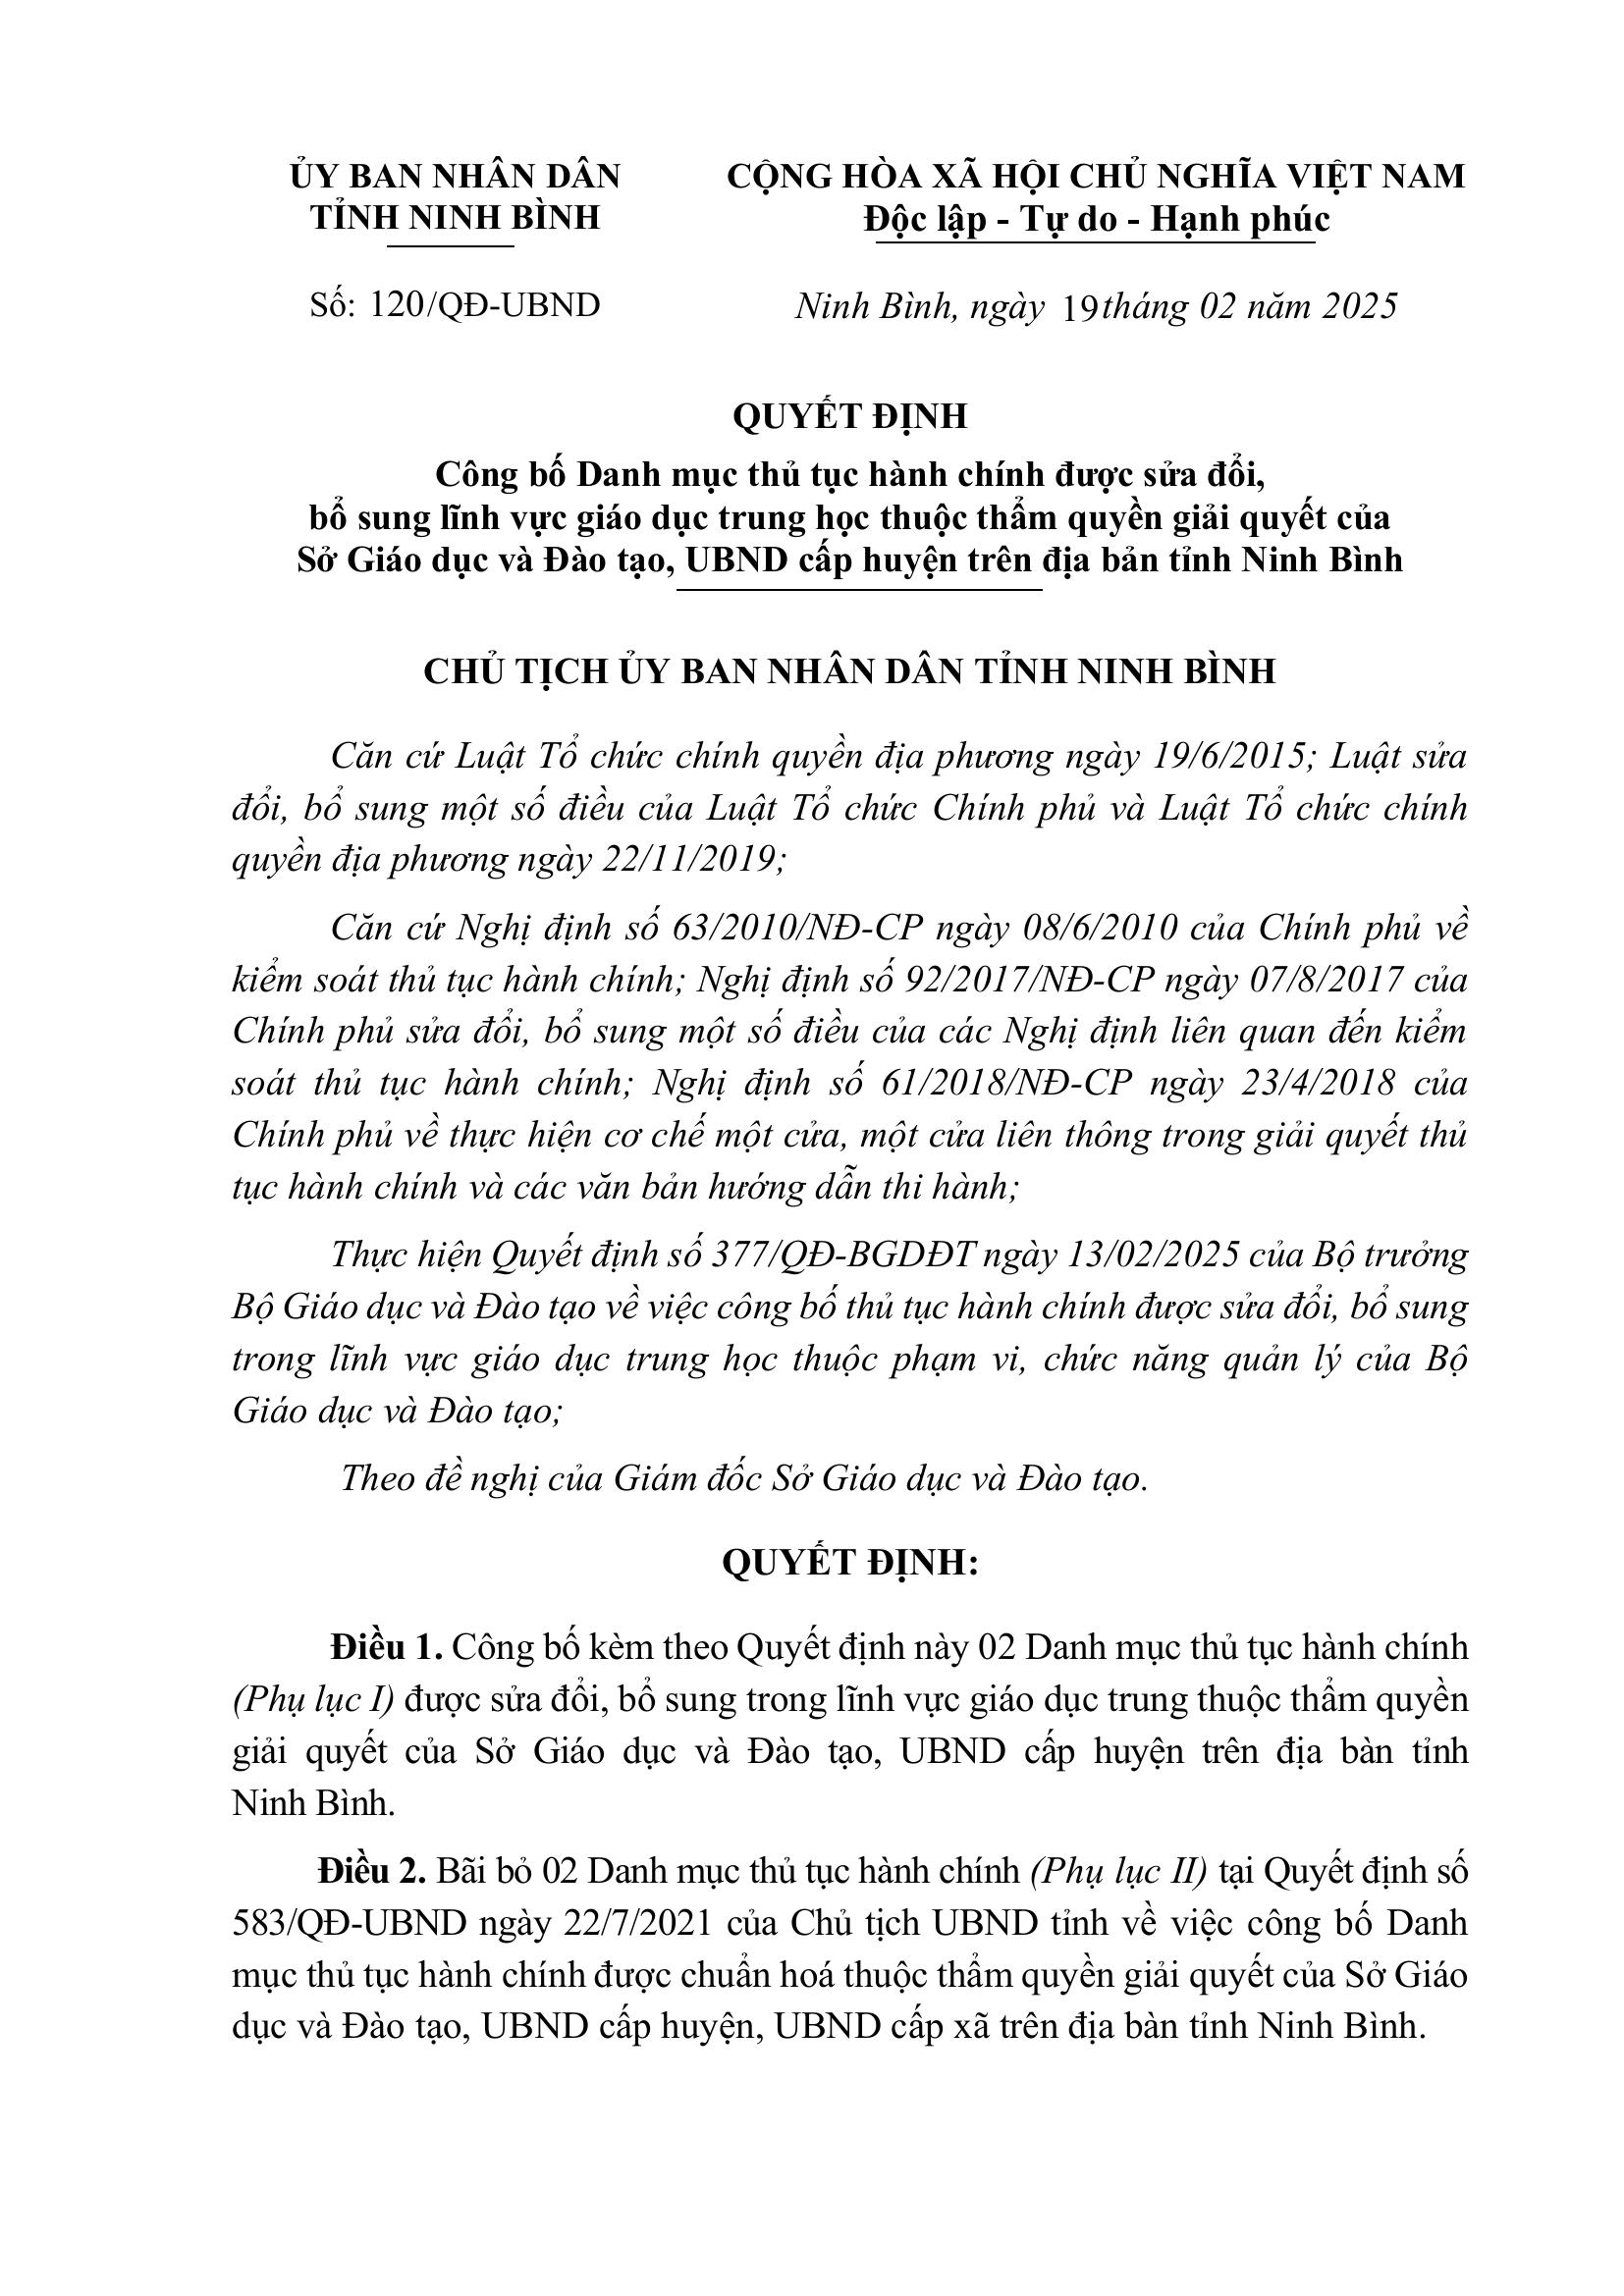 ỦY BAN NHÂN DÂN
TỈNH NINH BÌNH
Số: 120/QĐ-UBND
CỘNG HÒA XÃ HỘI CHỦ NGHĨA VIỆT NAM
Độc lập - Tự do - Hạnh phúc
Ninh Bình, ngày 19 tháng 02 năm 2025
QUYẾT ĐỊNH
Công bố Danh mục thủ tục hành chính được sửa đổi,
bổ sung lĩnh vực giáo dục trung học thuộc thẩm quyền giải quyết của
Sở Giáo dục và Đào tạo, UBND cấp huyện trên địa bản tỉnh Ninh Bình
CHỦ TỊCH ỦY BAN NHÂN DÂN TỈNH NINH BÌNH
Căn cứ Luật Tổ chức chính quyền địa phương ngày 19/6/2015; Luật sửa
đổi, bổ sung một số điều của Luật Tổ chức Chính phủ và Luật Tổ chức chính
quyền địa phương ngày 22/11/2019;
Căn cứ Nghị định số 63/2010/NĐ-CP ngày 08/6/2010 của Chính phủ về
kiểm soát thủ tục hành chính; Nghị định số 92/2017/NĐ-CP ngày 07/8/2017 của
Chính phủ sửa đổi, bổ sung một số điều của các Nghị định liên quan đến kiểm
soát thủ tục hành chính; Nghị định số 61/2018/NĐ-CP ngày 23/4/2018 của
Chính phủ về thực hiện cơ chế một cửa, một cửa liên thông trong giải quyết thủ
tục hành chính và các văn bản hướng dẫn thi hành;
Thực hiện Quyết định số 377/QĐ-BGDĐT ngày 13/02/2025 của Bộ trưởng
Bộ Giáo dục và Đào tạo về việc công bố thủ tục hành chính được sửa đổi, bổ sung
trong lĩnh vực giáo dục trung học thuộc phạm vi, chức năng quản lý của Bộ
Giáo dục và Đào tạo;
Theo đề nghị của Giám đốc Sở Giáo dục và Đào tạo.
QUYẾT ĐỊNH:
Điều 1. Công bố kèm theo Quyết định này 02 Danh mục thủ tục hành chính
(Phụ lục I) được sửa đổi, bổ sung trong lĩnh vực giáo dục trung thuộc thẩm quyền
giải quyết của Sở Giáo dục và Đào tạo, UBND cấp huyện trên địa bàn tỉnh
Ninh Bình.
Điều 2. Bãi bỏ 02 Danh mục thủ tục hành chính (Phụ lục II) tại Quyết định số
583/QĐ-UBND ngày 22/7/2021 của Chủ tịch UBND tỉnh về việc công bố Danh
mục thủ tục hành chính được chuẩn hoá thuộc thẩm quyền giải quyết của Sở Giáo
dục và Đào tạo, UBND cấp huyện, UBND cấp xã trên địa bàn tỉnh Ninh Bình.